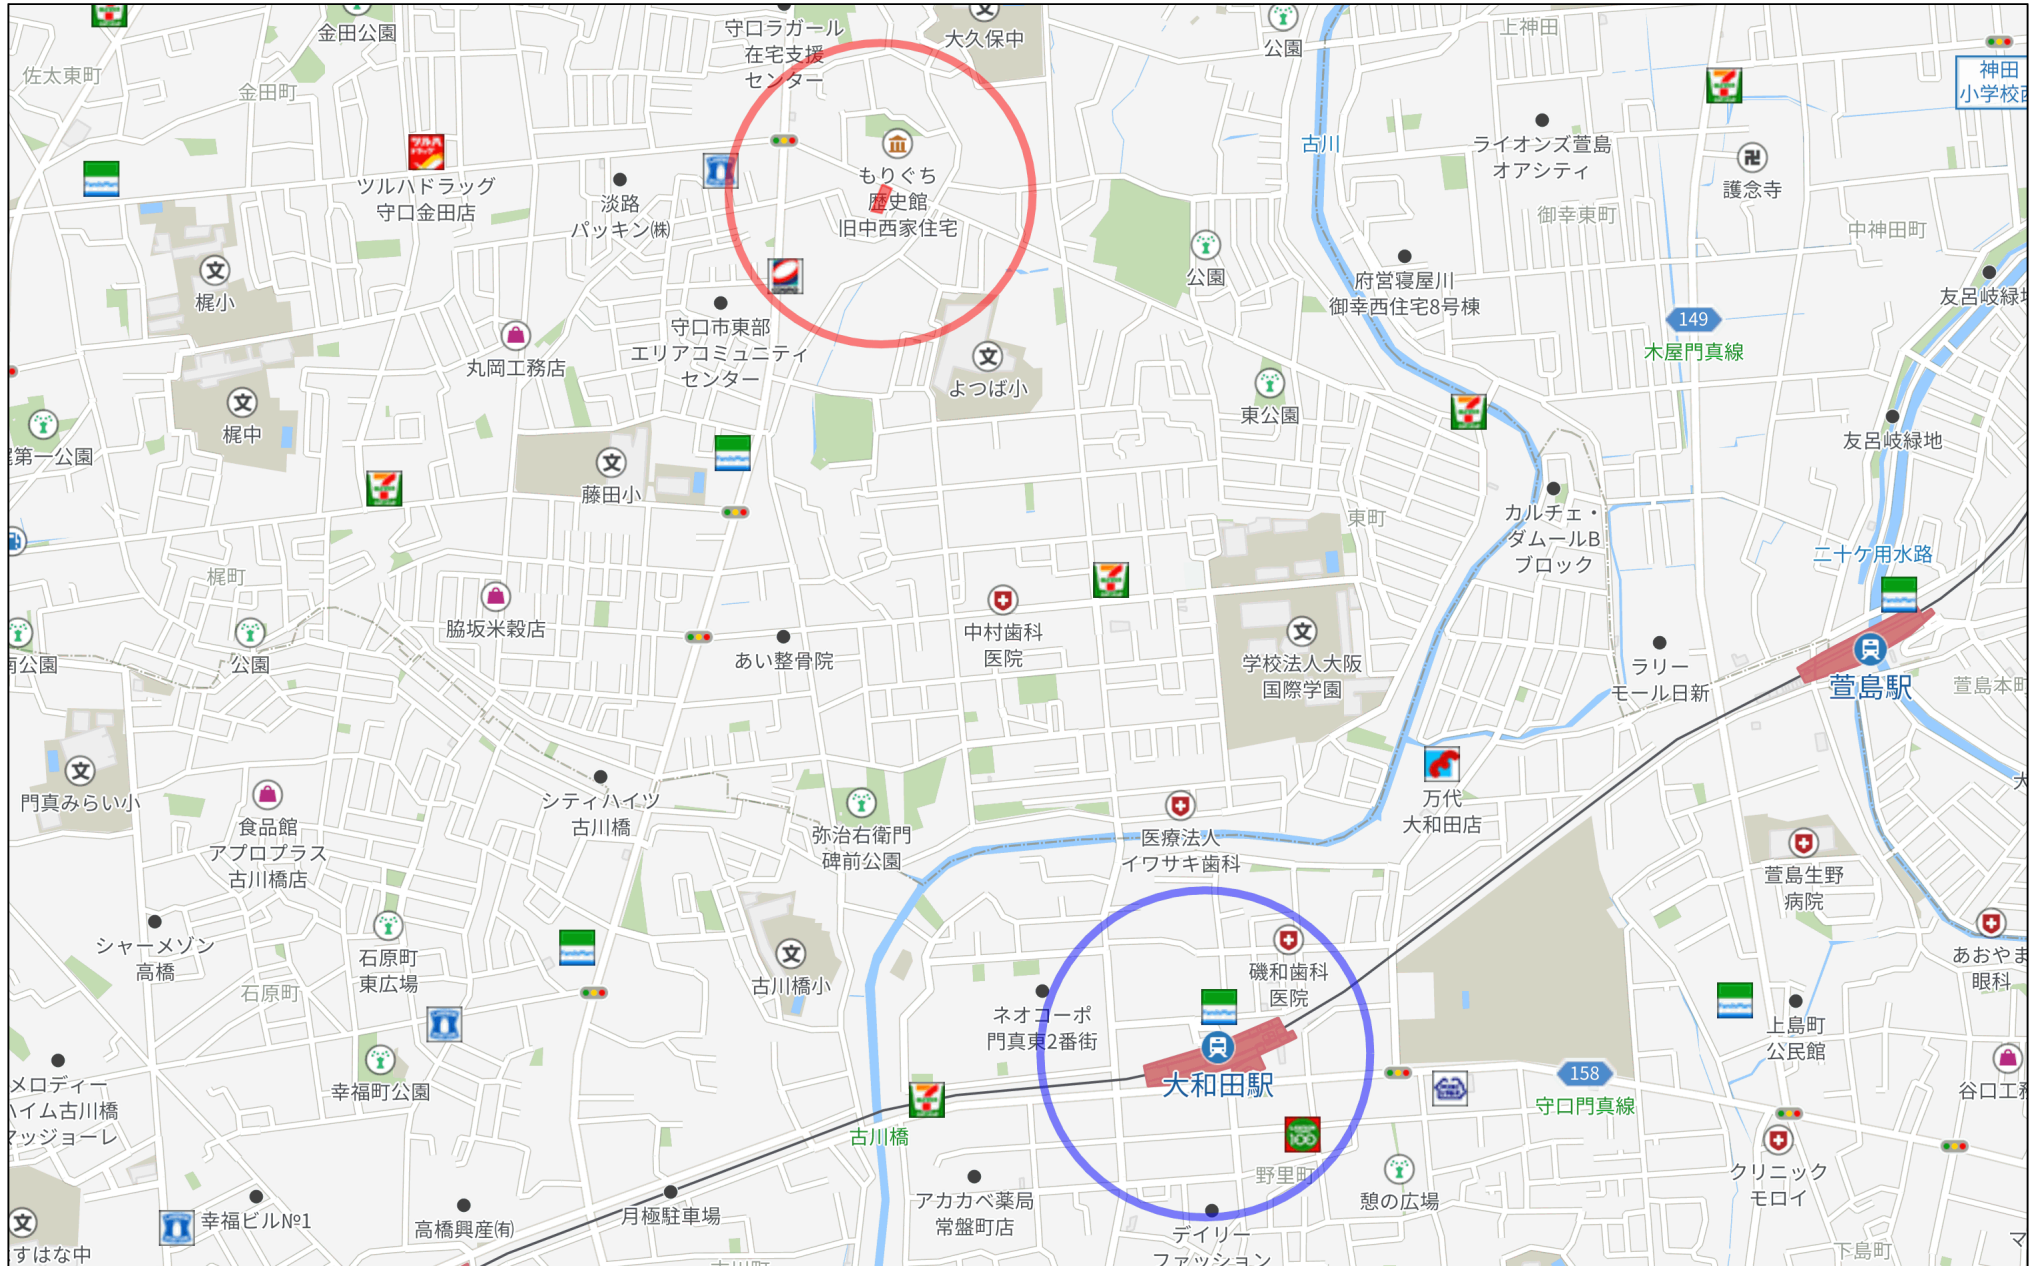 金田公園
守口ラガール
在宅支援
センター
大久保中
公園
上神田
佐太東町
金田町
神田
小学校西
古川
ライオンズ萱島
オアシティ
護念寺
もりぐち
歴史館
旧中西家住宅
ツルハドラッグ
守口金田店
淡路
パッキン㈱
御幸東町
中神田町
梶小
公園
府営寝屋川
御幸西住宅8号棟
友呂岐緑地
149
木屋門真線
守口市東部
エリアコミュニティ
センター
丸岡工務店
よつば小
東公園
梶中
友呂岐緑地
第一公園
藤田小
東町
カルチェ・
ダムールB
ブロック
二十ケ用水路
梶町
脇坂米穀店
中村歯科
医院
公園
公園
あい整骨院
学校法人大阪
国際学園
ラリー
モール日新
萱島駅
萱島本町
門真みらい小
食品館
アプロプラス
古川橋店
シティハイツ
古川橋
弥治右衛門
碑前公園
医療法人
イワサキ歯科
万代
大和田店
大
萱島生野
病院
シャーメゾン
高橋
石原町
東広場
石原町
古川橋小
磯和歯科
医院
あおやま
眼科
ネオコーポ
門真東2番街
上島町
公民館
メロディー
ハイム古川橋
マッジョーレ
幸福町公園
大和田駅
158
守口門真線
谷口工務
古川橋
野里町
憩の広場
クリニック
モロイ
アカカベ薬局
常盤町店
幸福ビル№1
高橋興産㈲
月極駐車場
デイリー
ファッション
すはな中
下島町
マ